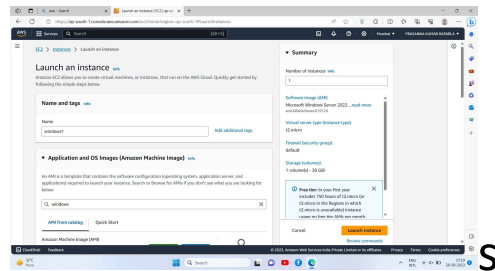 aws - Search
Launch an instance | EC2 | ap-s
https://ap-south-1.console.aws.amazon.com/ec2/home?region=ap-south-1#LaunchInstances:
aws
Services
Search
[Alt+S]
Mumbai
EC2 > Instances > Launch an instance
Launch an instance Info
Amazon EC2 allows you to create virtual machines, or instances, that run on the AWS Cloud. Quickly get started by
following the simple steps below.
Name and tags Info
Name
windows1
Add additional tags
Application and OS Images (Amazon Machine Image) Info
An AMI is a template that contains the software configuration (operating system, application server, and
applications) required to launch your instance. Search or Browse for AMIs if you don't see what you are looking for
below
windows
AMI from catalog
Quick Start
Amazon Machine Image (AMI)
Summary
Number of instances Info
1
Software Image (AMI)
Microsoft Windows Server 2022 ...read more
Virtual server type (instance type)
t2.micro
Firewall (security group)
default
Storage (volumes)
1 volume(s) - 30 GiB
Free tier: In your first year
includes 750 hours of t2.micro (or
t3.micro in the Regions in which
t2.micro is unavailable) instance
usage on free tier AMIs per month
Cancel
Launch instance
Review commands
CloudShell
Feedback
© 2023, Amazon Web Services India Private Limited or its affiliates.
Privacy
Terms
Cookie preferences
32°C
Haze
Search
ENG
S